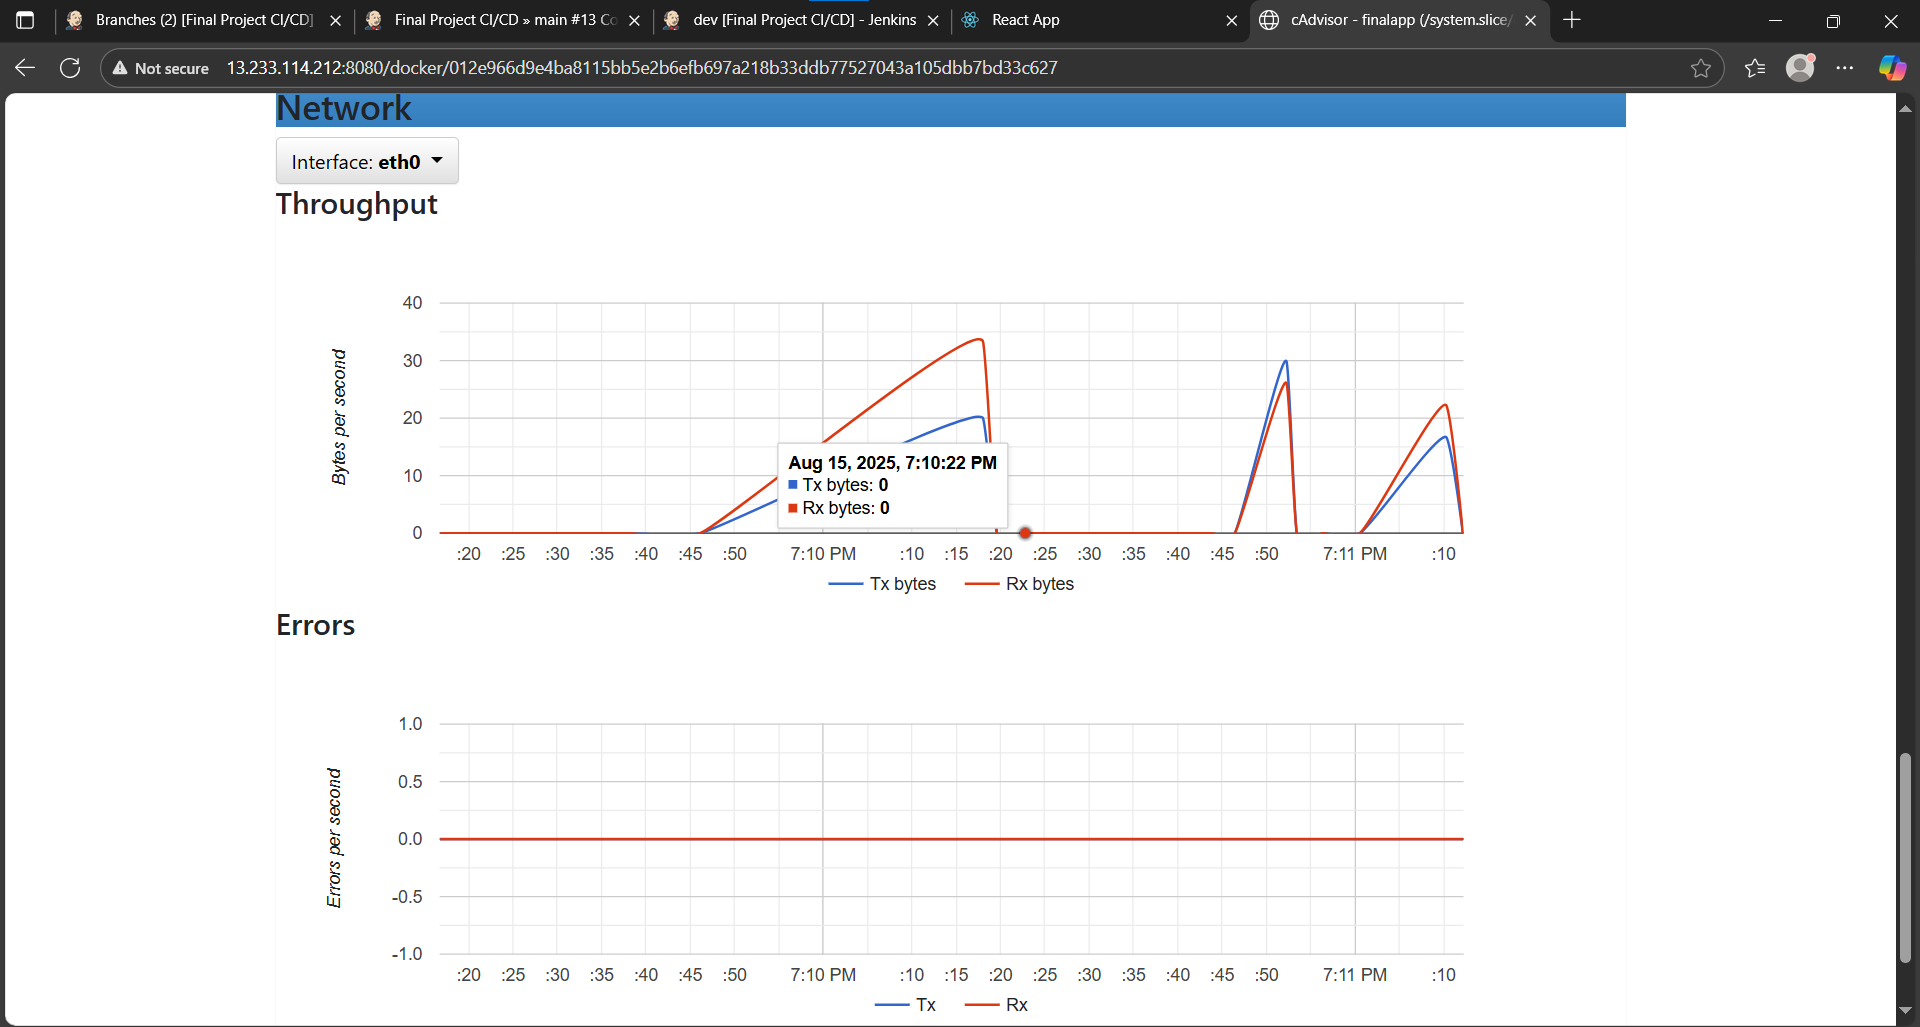 Branches (2) [Final Project CI/CD]
Final Project CI/CD » main #13 Co
dev [Final Project CI/CD] - Jenkins
React App
cAdvisor - finalapp (/system.slice/
Not secure 13.233.114.212:8080/docker/012e966d9e4ba8115bb5e2b6efb697a218b33ddb77527043a105dbb7bd33c627
Network
Interface: eth0
Throughput
40
30
20
10
0
Bytes per second
Aug 15, 2025, 7:10:22 PM
Tx bytes: 0
Rx bytes: 0
:20 :25 :30 :35 :40 :45 :50 7:10 PM :10 :15 :20 :25 :30 :35 :40 :45 :50 7:11 PM :10
Tx bytes Rx bytes
Errors
1.0
0.5
0.0
-0.5
-1.0
Errors per second
:20 :25 :30 :35 :40 :45 :50 7:10 PM :10 :15 :20 :25 :30 :35 :40 :45 :50 7:11 PM :10
Tx Rx